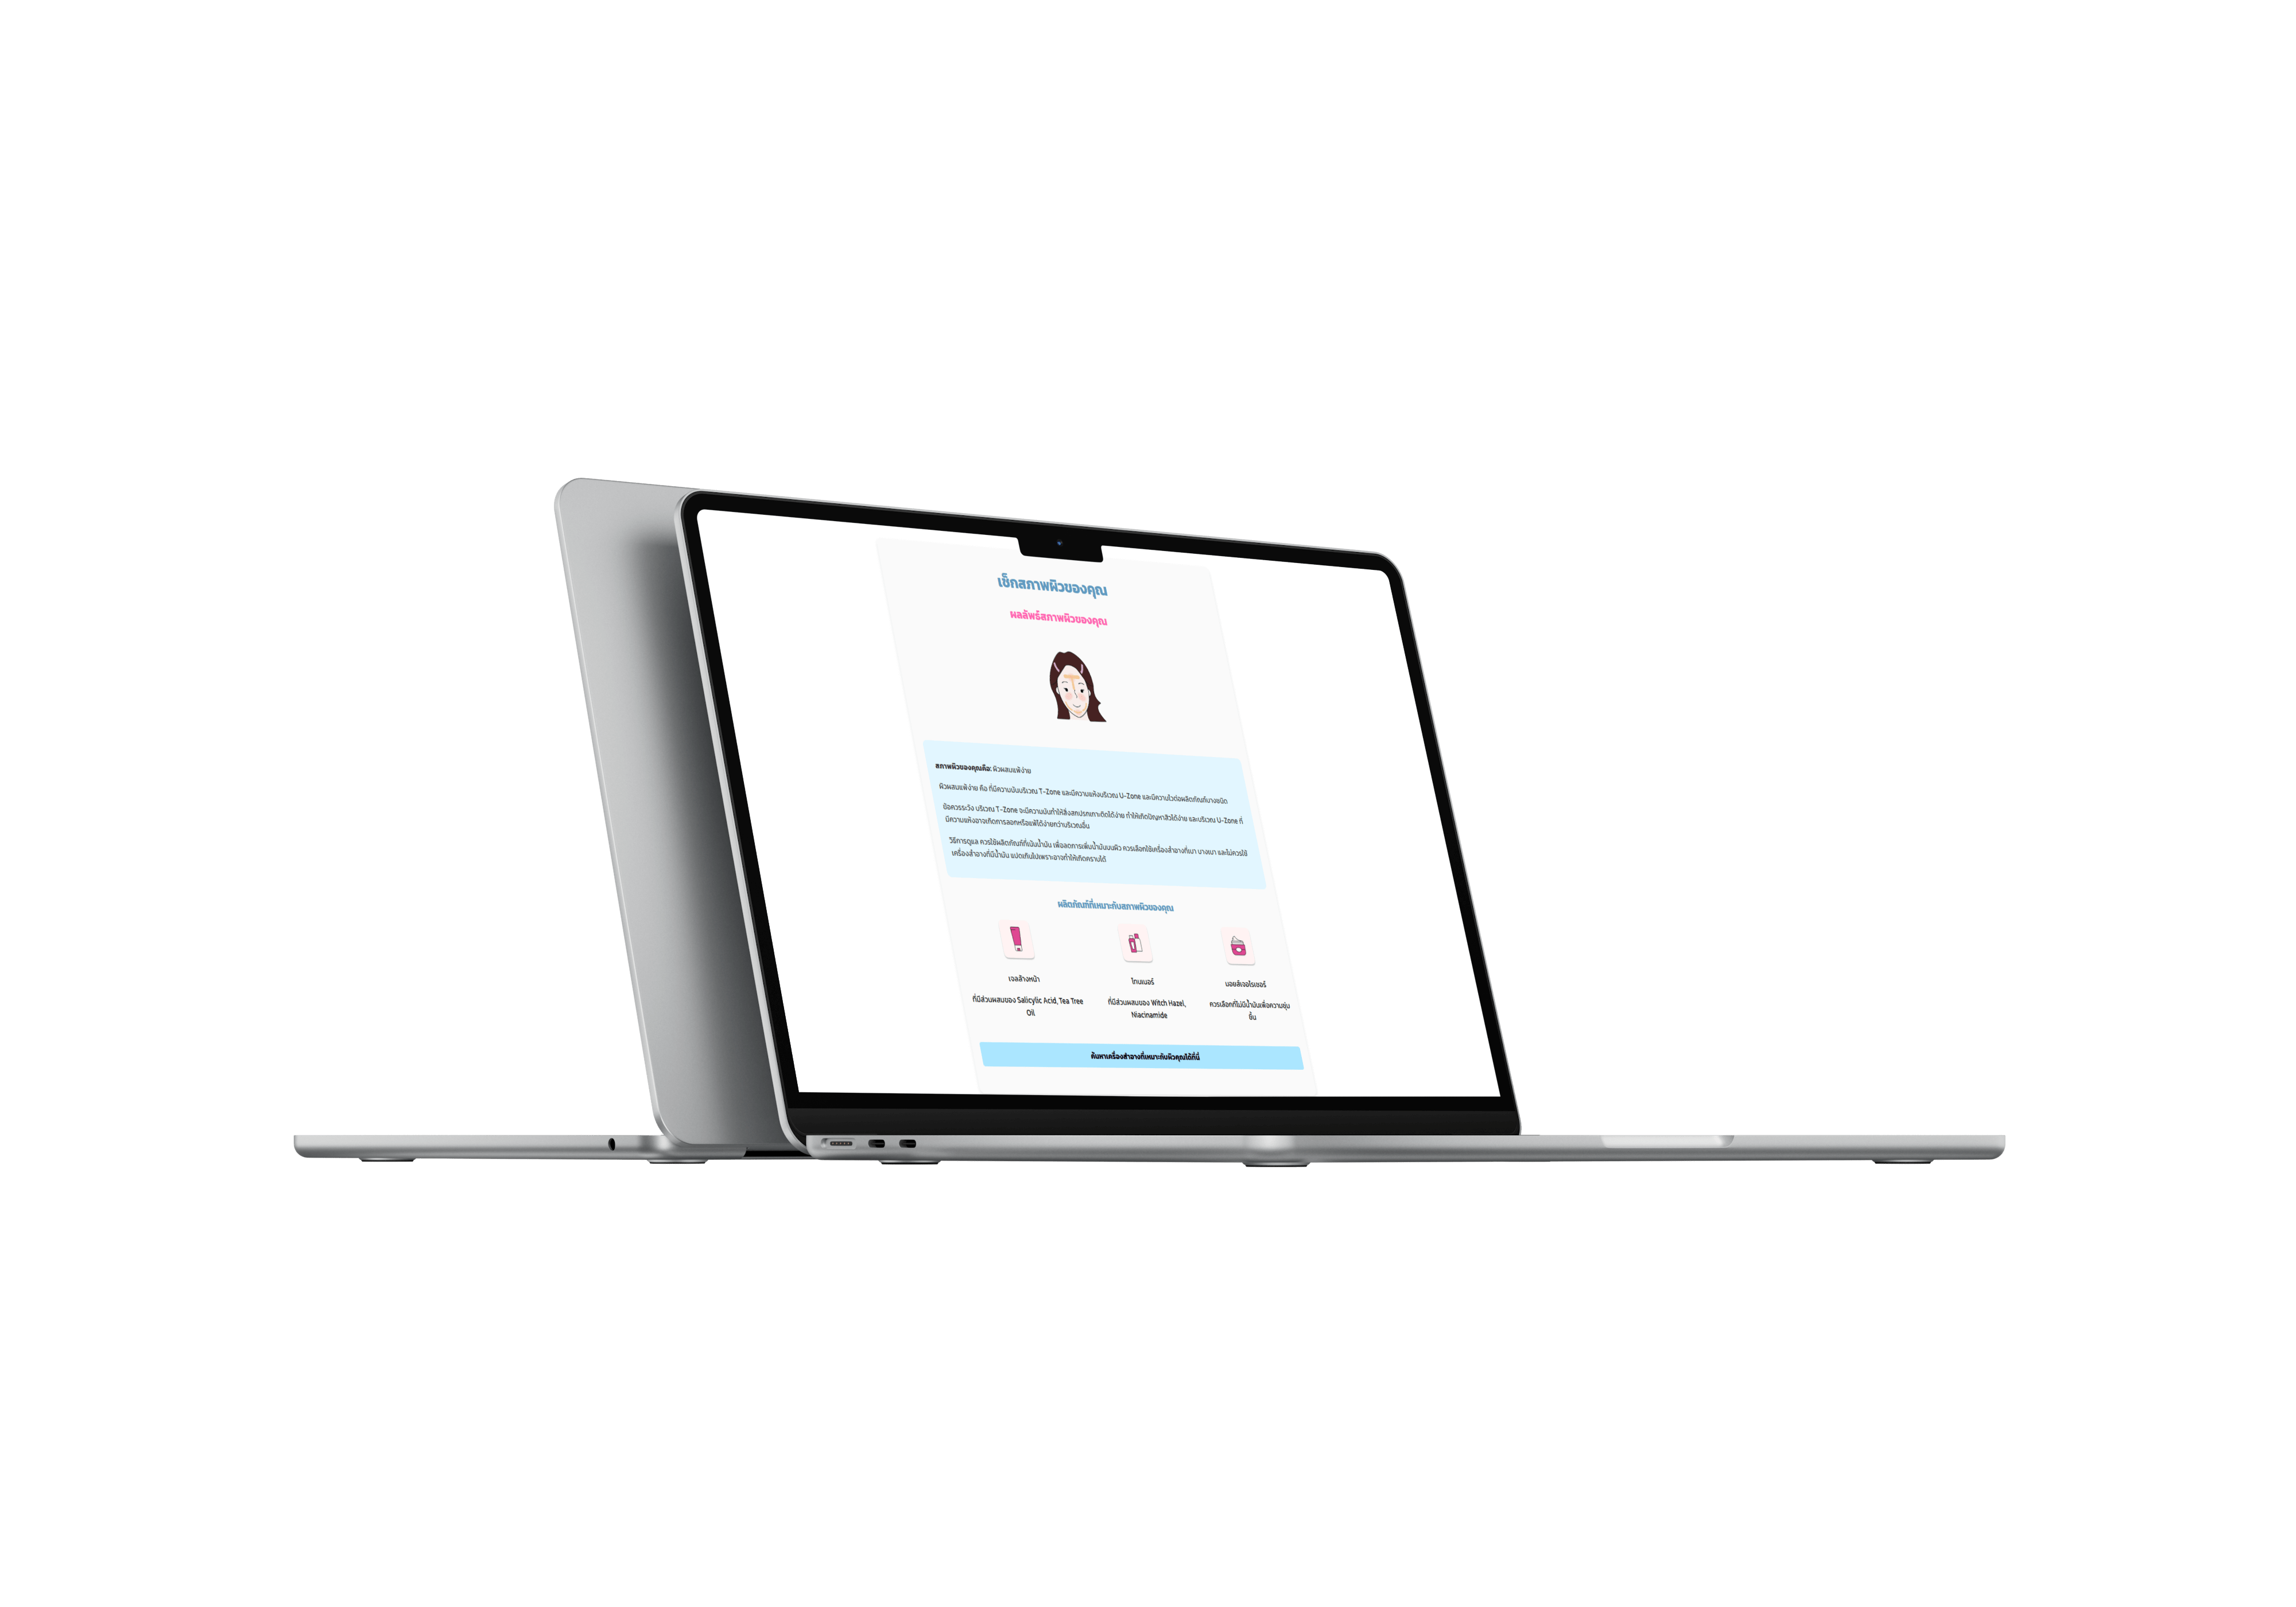 เช็กสภาพผิวของคุณ
ผลลัพธ์สภาพผิวของคุณ
สภาพผิวของคุณคือ: ผิวผสมแพ้ง่าย
ผิวผสมแพ้ง่าย คือ ที่มีความมันบริเวณ T-Zone และมีความแห้งบริเวณ U-Zone และมีความไวต่อผลิตภัณฑ์บางชนิด
ข้อควรระวัง บริเวณ T-Zone จะมีความมันทำให้สิ่งสกปรกเกาะติดได้ง่าย ทำให้เกิดปัญหาสิวได้ง่าย และบริเวณ U-Zone ที่
มีความแห้งอาจเกิดการลอกหรือแพ้ได้ง่ายกว่าบริเวณอื่น
วิธีการดูแล ควรใช้ผลิตภัณฑ์ที่เป็นน้ำมัน เพื่อลดการเพิ่มน้ำมันบนผิว ควรเลือกใช้เครื่องสำอางที่เบา บางเบา และไม่ควรใช้
เครื่องสำอางที่มีน้ำมัน แปดเกินไปเพราะอาจทำให้เกิดคราบได้
ผลิตภัณฑ์ที่เหมาะกับสภาพผิวของคุณ
เจลล้างหน้า
ที่มีส่วนผสมของ Salicylic Acid, Tea Tree
Oil
โทนเนอร์
ที่มีส่วนผสมของ Witch Hazel,
Niacinamide
มอยส์เจอไรเซอร์
ควรเลือกที่ไม่มีน้ำมันเพื่อความชุ่ม
ชื้น
ค้นหาเครื่องสำอางที่เหมาะกับผิวคุณได้ที่นี่